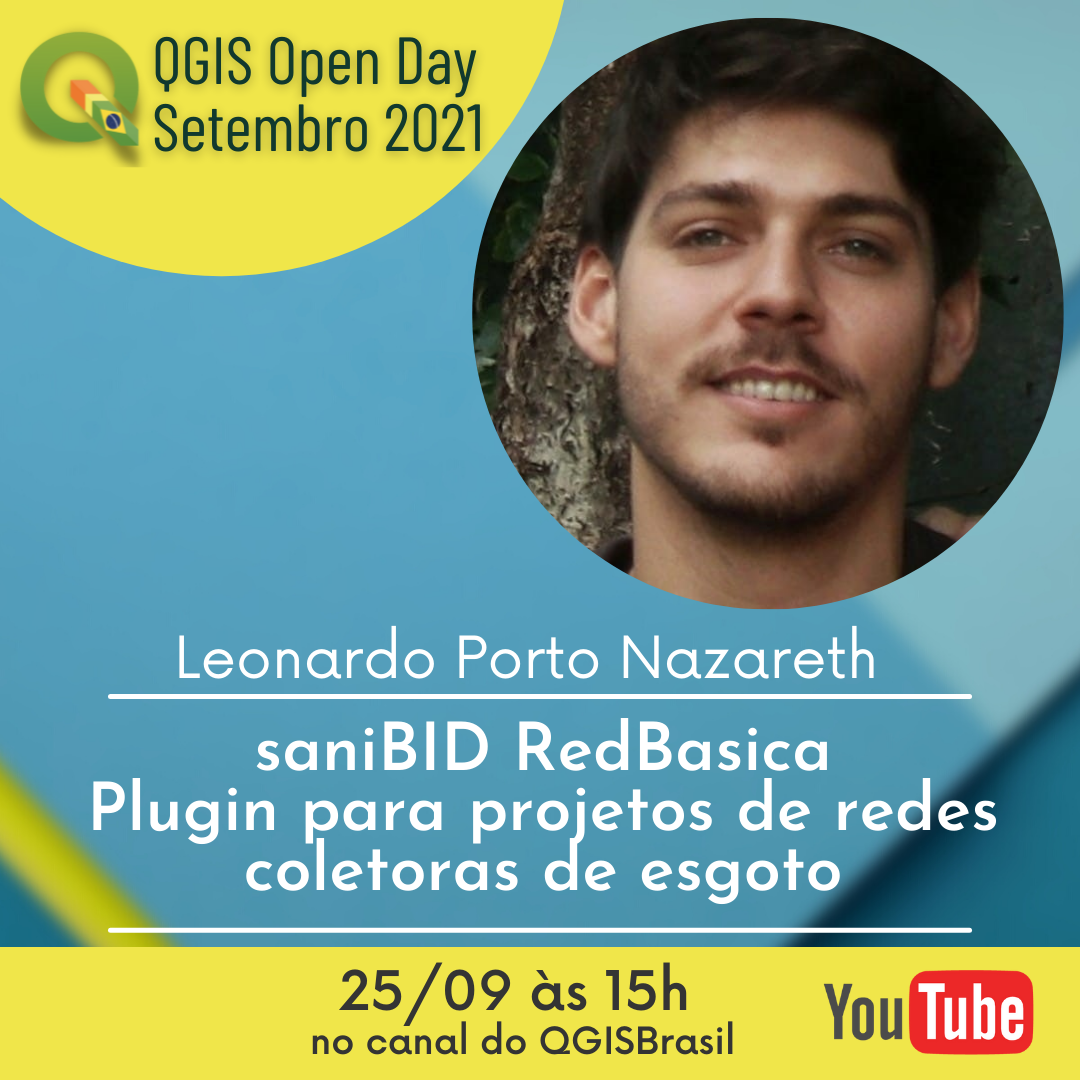 QGIS Open Day
Setembro 2021
Leonardo Porto Nazareth
saniBID RedBasica
Plugin para projetos de redes
coletoras de esgoto
25/09 às 15h
no canal do QGISBrasil
YouTube